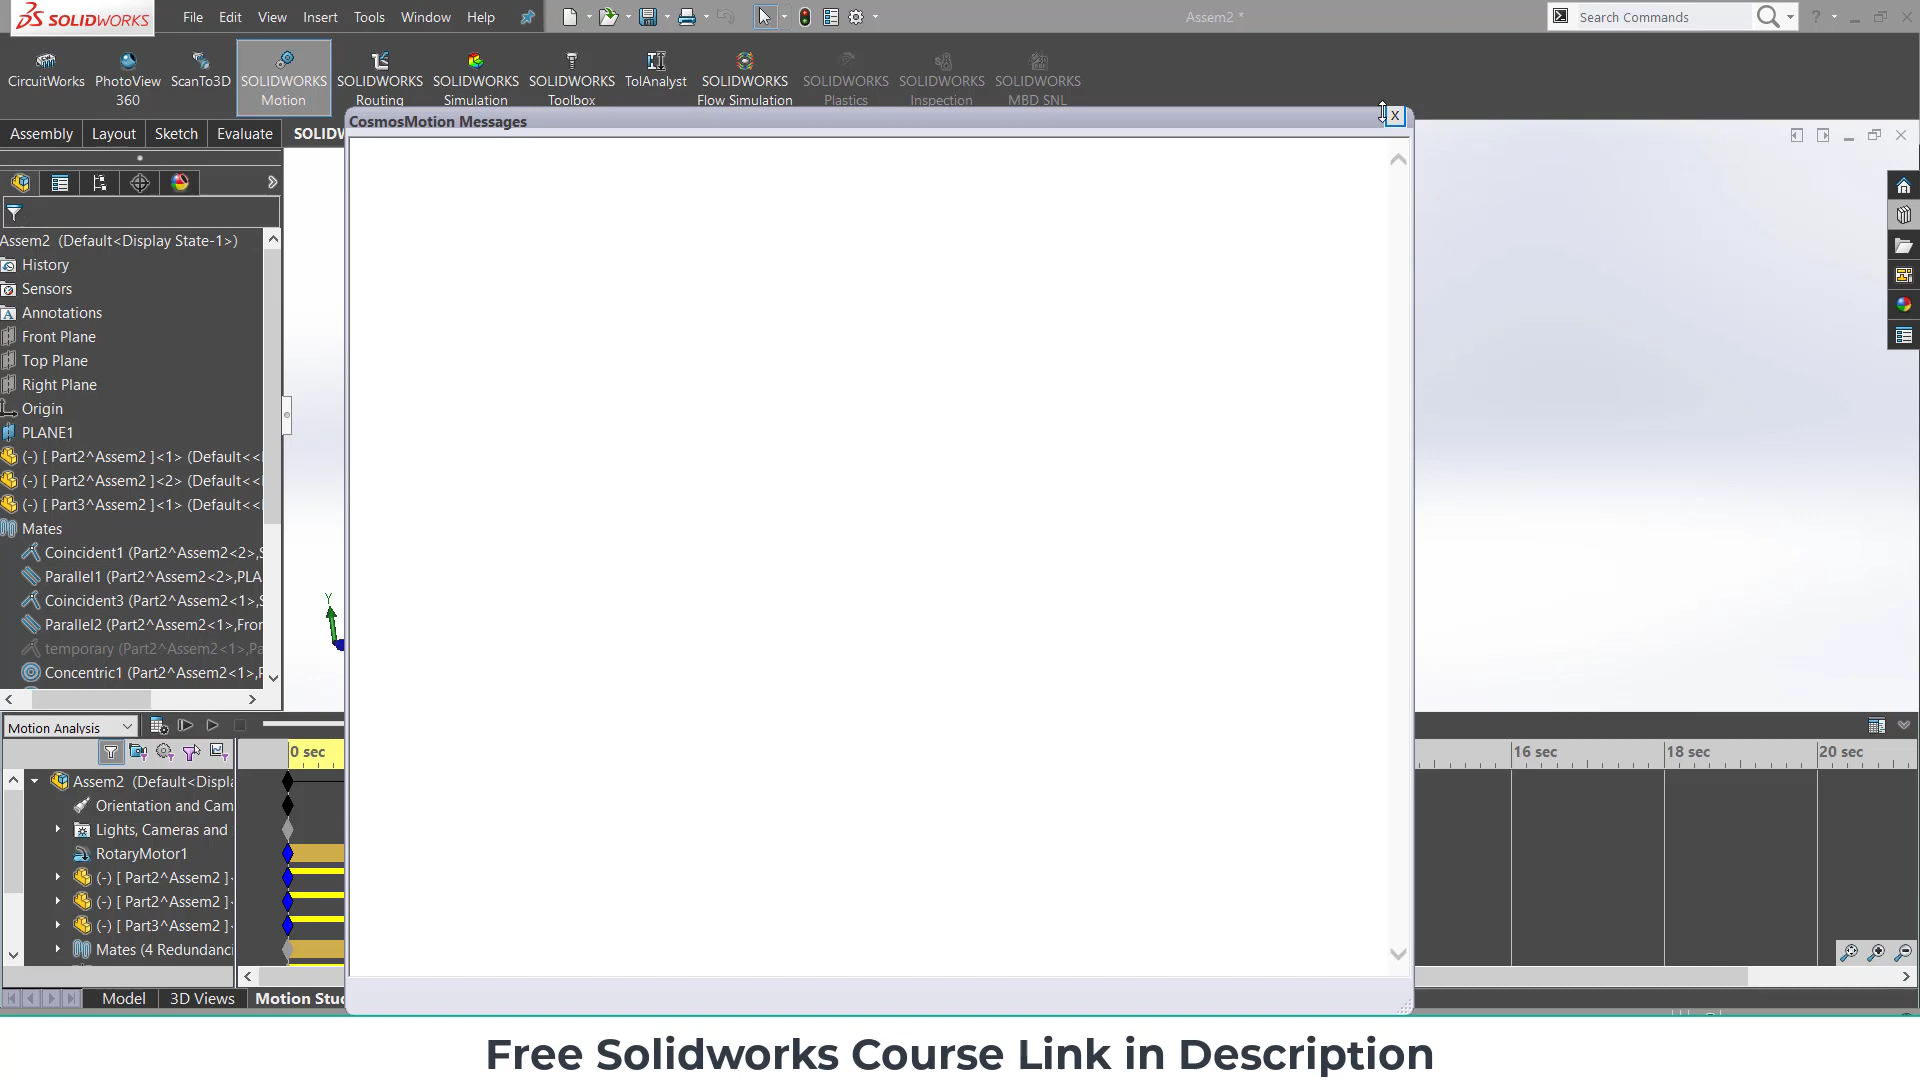 SOLIDWORKS
File Edit View Insert Tools Window Help
Assem2 *
Search Commands
?
CircuitWorks
PhotoView 360
ScanTo3D
SOLIDWORKS Motion
SOLIDWORKS Routing
SOLIDWORKS Simulation
SOLIDWORKS Toolbox
TolAnalyst
SOLIDWORKS Flow Simulation
SOLIDWORKS Plastics
SOLIDWORKS Inspection
SOLIDWORKS MBD SNL
Assembly Layout Sketch Evaluate SOLIDW
CosmosMotion Messages
X
Assem2 (Default<Display State-1>)
History
Sensors
Annotations
Front Plane
Top Plane
Right Plane
Origin
PLANE1
(-) [ Part2^Assem2 ]<1> (Default<<
(-) [ Part2^Assem2 ]<2> (Default<<
(-) [ Part3^Assem2 ]<1> (Default<<
Mates
Coincident1 (Part2^Assem2<2>,S
Parallel1 (Part2^Assem2<2>,PLA
Coincident3 (Part2^Assem2<1>,S
Parallel2 (Part2^Assem2<1>,Fror
temporary (Part2^Assem2<1>,Pa
Concentric1 (Part2^Assem2<1>,P
Y
Motion Analysis
0 sec 16 sec 18 sec 20 sec
Assem2 (Default<Displa
Orientation and Cam
Lights, Cameras and
RotaryMotor1
(-) [ Part2^Assem2 ]
(-) [ Part2^Assem2 ]
(-) [ Part3^Assem2 ]
Mates (4 Redundanci
Model 3D Views Motion Stud
Free Solidworks Course Link in Description